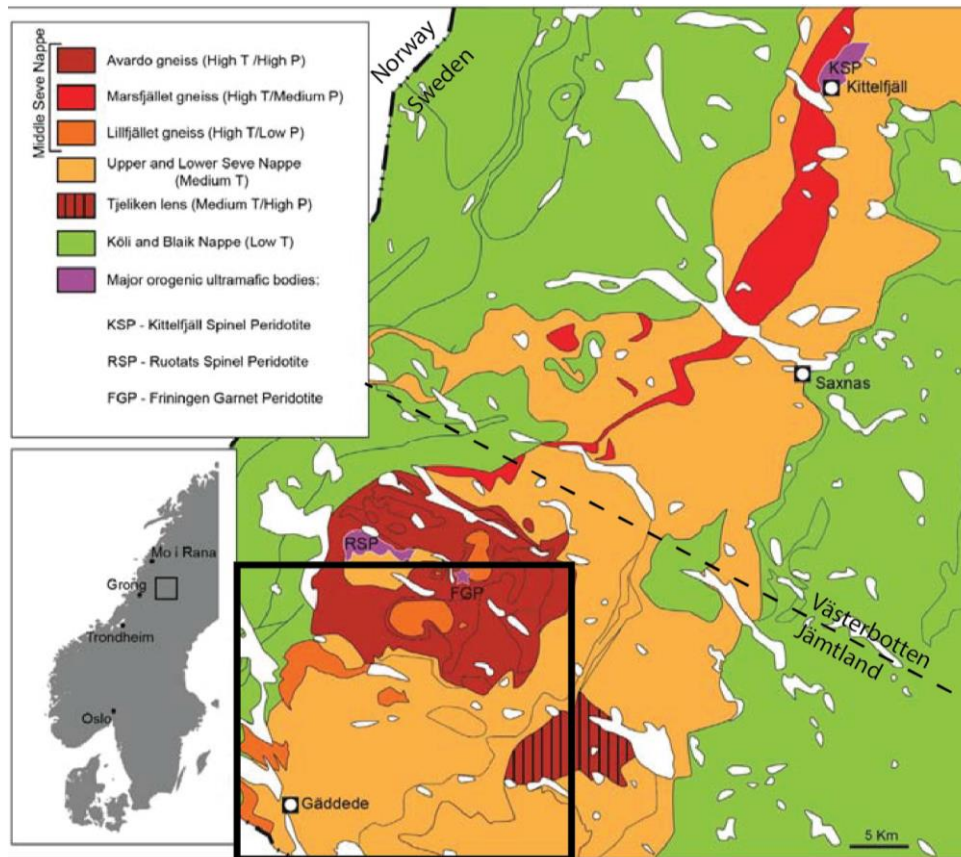 Middle Seve Nappe
Avardo gneiss (High T /High P)
Marsfjället gneiss (High T/Medium P)
Lillfjället gneiss (High T/Low P)
Upper and Lower Seve Nappe
(Medium T)
Tjeliken lens (Medium T/High P)
Köli and Blaik Nappe (Low T)
Major orogenic ultramafic bodies:
KSP - Kittelfjäll Spinel Peridotite
RSP - Ruotats Spinel Peridotite
FGP - Friningen Garnet Peridotite
Norway
Sweden
KSP
Kittelfjäll
Saxnas
RSP
FGP
Västerbotten
Jämtland
Gäddede
5 Km
Mo i Rana
Grong
Trondheim
Oslo